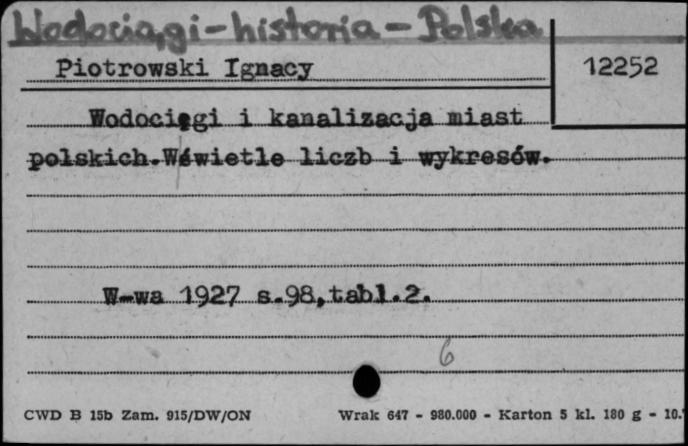 Wodociągi - historia - Polska
Piotrowski Ignacy 12252
Wodociągi i kanalizacja miast
polskich.Wświetle liczb i wykresów.
W-wa 1927 s.98,tabl.2.
6
CWD B 15b Zam. 915/DW/ON Wrak 647 - 980.000 - Karton 5 kl. 180 g - 10.